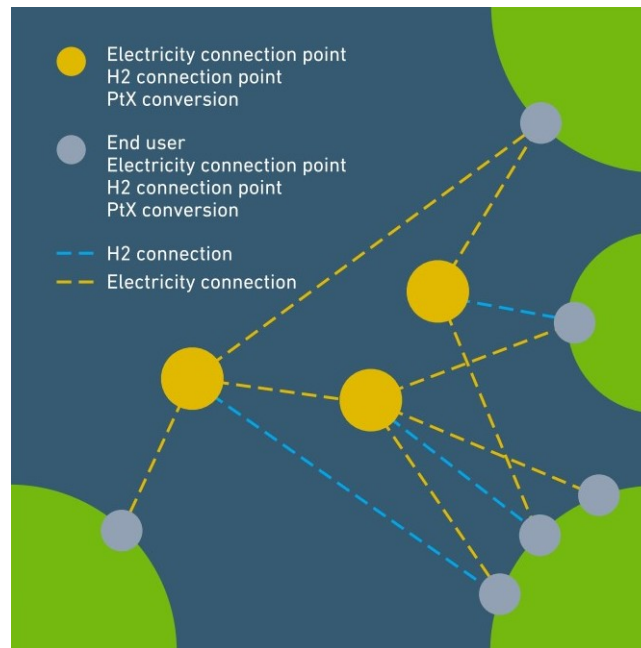 Electricity connection point
H2 connection point
PtX conversion
End user
Electricity connection point
H2 connection point
PtX conversion
H2 connection
Electricity connection